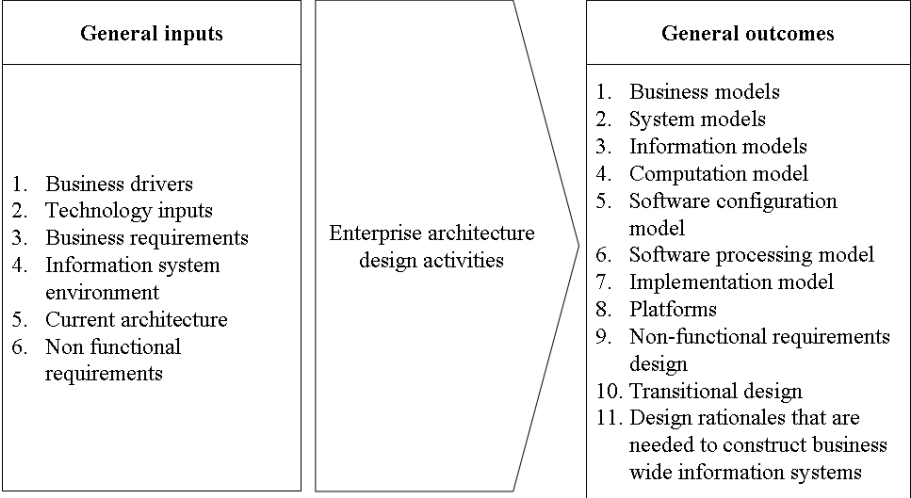 General inputs
1. Business drivers
2. Technology inputs
3. Business requirements
4. Information system
environment
5. Current architecture
6. Non functional
requirements
Enterprise architecture
design activities
General outcomes
1. Business models
2. System models
3. Information models
4. Computation model
5. Software configuration
model
6. Software processing model
7. Implementation model
8. Platforms
9. Non-functional requirements
design
10. Transitional design
11. Design rationales that are
needed to construct business
wide information systems